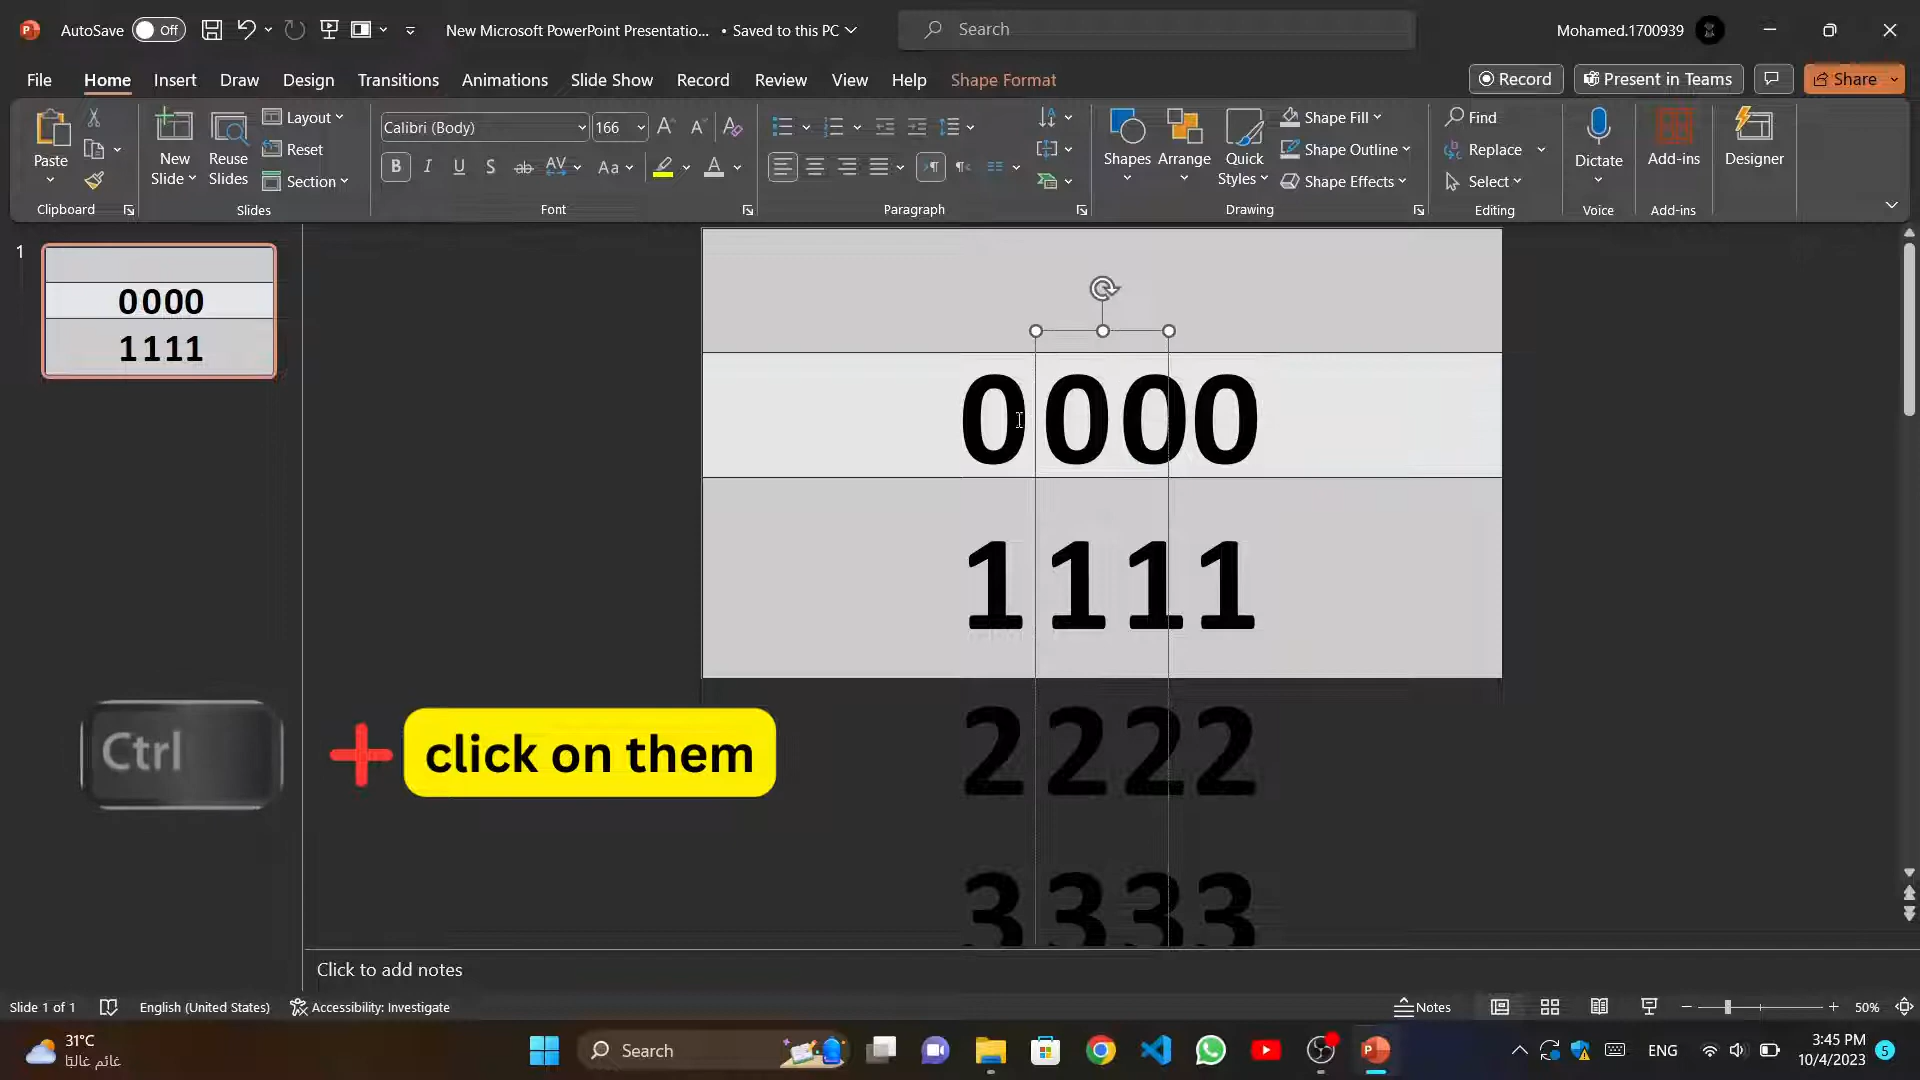 AutoSave Off New Microsoft PowerPoint Presentatio... • Saved to this PC Search Mohamed.1700939
File Home Insert Draw Design Transitions Animations Slide Show Record Review View Help Shape Format Record Present in Teams Share
Paste
Clipboard
New Slide
Reuse Slides
Layout
Reset
Section
Slides
Calibri (Body) 166
B I U S ab AV Aa A
Font
Paragraph
Shapes
Arrange
Quick Styles
Shape Fill
Shape Outline
Shape Effects
Drawing
Find
Replace
Select
Editing
Dictate
Voice
Add-ins
Add-ins
Designer
1
0000
1111
0000
1111
2222
3333
Ctrl
click on them
Click to add notes
Slide 1 of 1 English (United States) Accessibility: Investigate Notes 50%
31°C
غائم غالبًا
Search
ENG
3:45 PM
10/4/2023
5